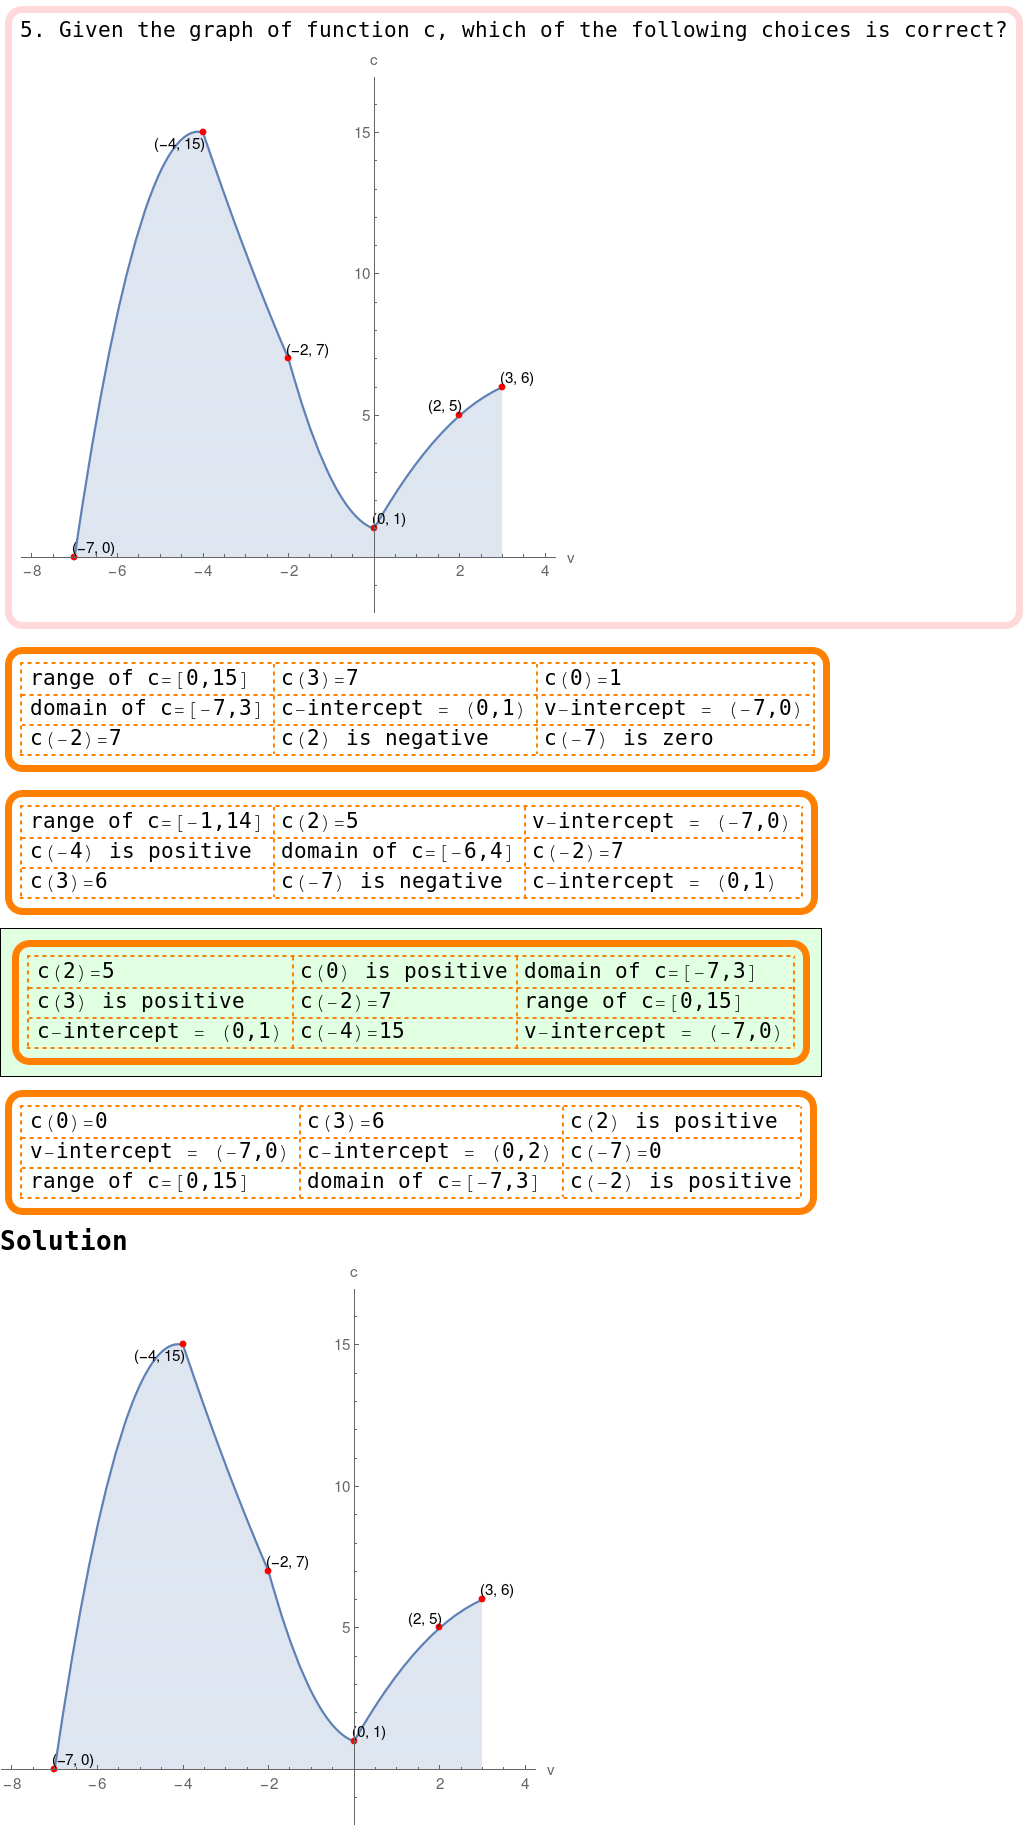 5. Given the graph of function c, which of the following choices is correct?
c
15
(−4, 15)
10
(−2, 7)
(3, 6)
(2, 5)
5
(0, 1)
(−7, 0)
v
−8 −6 −4 −2 2 4
range of c=[0,15] c(3)=7 c(0)=1
domain of c=[-7,3] c-intercept = (0,1) v-intercept = (-7,0)
c(-2)=7 c(2) is negative c(-7) is zero
range of c=[-1,14] c(2)=5 v-intercept = (-7,0)
c(-4) is positive domain of c=[-6,4] c(-2)=7
c(3)=6 c(-7) is negative c-intercept = (0,1)
c(2)=5 c(0) is positive domain of c=[-7,3]
c(3) is positive c(-2)=7 range of c=[0,15]
c-intercept = (0,1) c(-4)=15 v-intercept = (-7,0)
c(0)=0 c(3)=6 c(2) is positive
v-intercept = (-7,0) c-intercept = (0,2) c(-7)=0
range of c=[0,15] domain of c=[-7,3] c(-2) is positive
Solution
c
15
(−4, 15)
10
(−2, 7)
(3, 6)
(2, 5)
5
(0, 1)
(−7, 0)
v
−8 −6 −4 −2 2 4